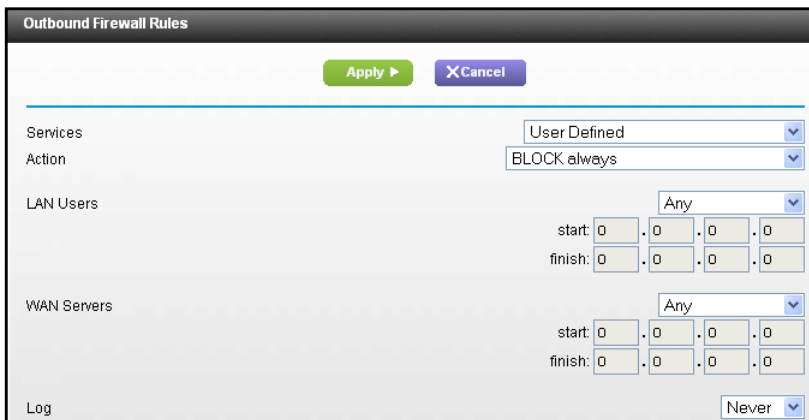 Outbound Firewall Rules
Apply ▶ XCancel
Services User Defined
Action BLOCK always
LAN Users Any
start: 0 . 0 . 0 . 0
finish: 0 . 0 . 0 . 0
WAN Servers Any
start: 0 . 0 . 0 . 0
finish: 0 . 0 . 0 . 0
Log Never